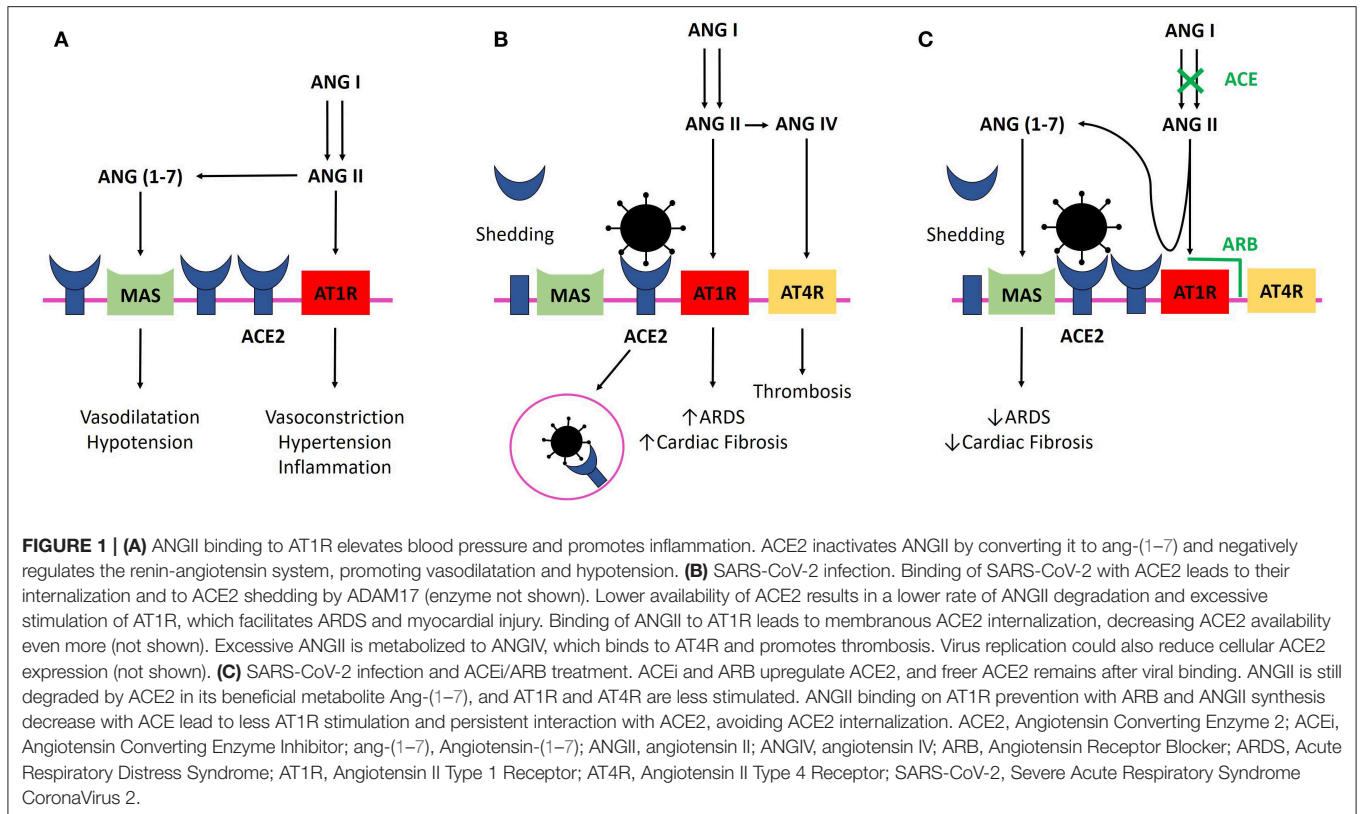 A
ANG I
ANG (1-7)
ANG II
MAS
AT1R
ACE2
Vasodilatation
Hypotension
Vasoconstriction
Hypertension
Inflammation
B
ANG I
ANG II
ANG IV
Shedding
MAS
AT1R
AT4R
ACE2
Thrombosis
↑ARDS
↑Cardiac Fibrosis
C
ANG I
ACE
ANG (1-7)
ANG II
Shedding
ARB
MAS
AT1R
AT4R
ACE2
↓ARDS
↓Cardiac Fibrosis
FIGURE 1 | (A) ANGII binding to AT1R elevates blood pressure and promotes inflammation. ACE2 inactivates ANGII by converting it to ang-(1–7) and negatively
regulates the renin-angiotensin system, promoting vasodilatation and hypotension. (B) SARS-CoV-2 infection. Binding of SARS-CoV-2 with ACE2 leads to their
internalization and to ACE2 shedding by ADAM17 (enzyme not shown). Lower availability of ACE2 results in a lower rate of ANGII degradation and excessive
stimulation of AT1R, which facilitates ARDS and myocardial injury. Binding of ANGII to AT1R leads to membranous ACE2 internalization, decreasing ACE2 availability
even more (not shown). Excessive ANGII is metabolized to ANGIV, which binds to AT4R and promotes thrombosis. Virus replication could also reduce cellular ACE2
expression (not shown). (C) SARS-CoV-2 infection and ACEi/ARB treatment. ACEi and ARB upregulate ACE2, and freer ACE2 remains after viral binding. ANGII is still
degraded by ACE2 in its beneficial metabolite Ang-(1–7), and AT1R and AT4R are less stimulated. ANGII binding on AT1R prevention with ARB and ANGII synthesis
decrease with ACE lead to less AT1R stimulation and persistent interaction with ACE2, avoiding ACE2 internalization. ACE2, Angiotensin Converting Enzyme 2; ACEi,
Angiotensin Converting Enzyme Inhibitor; ang-(1–7), Angiotensin-(1–7); ANGII, angiotensin II; ANGIV, angiotensin IV; ARB, Angiotensin Receptor Blocker; ARDS, Acute
Respiratory Distress Syndrome; AT1R, Angiotensin II Type 1 Receptor; AT4R, Angiotensin II Type 4 Receptor; SARS-CoV-2, Severe Acute Respiratory Syndrome
CoronaVirus 2.